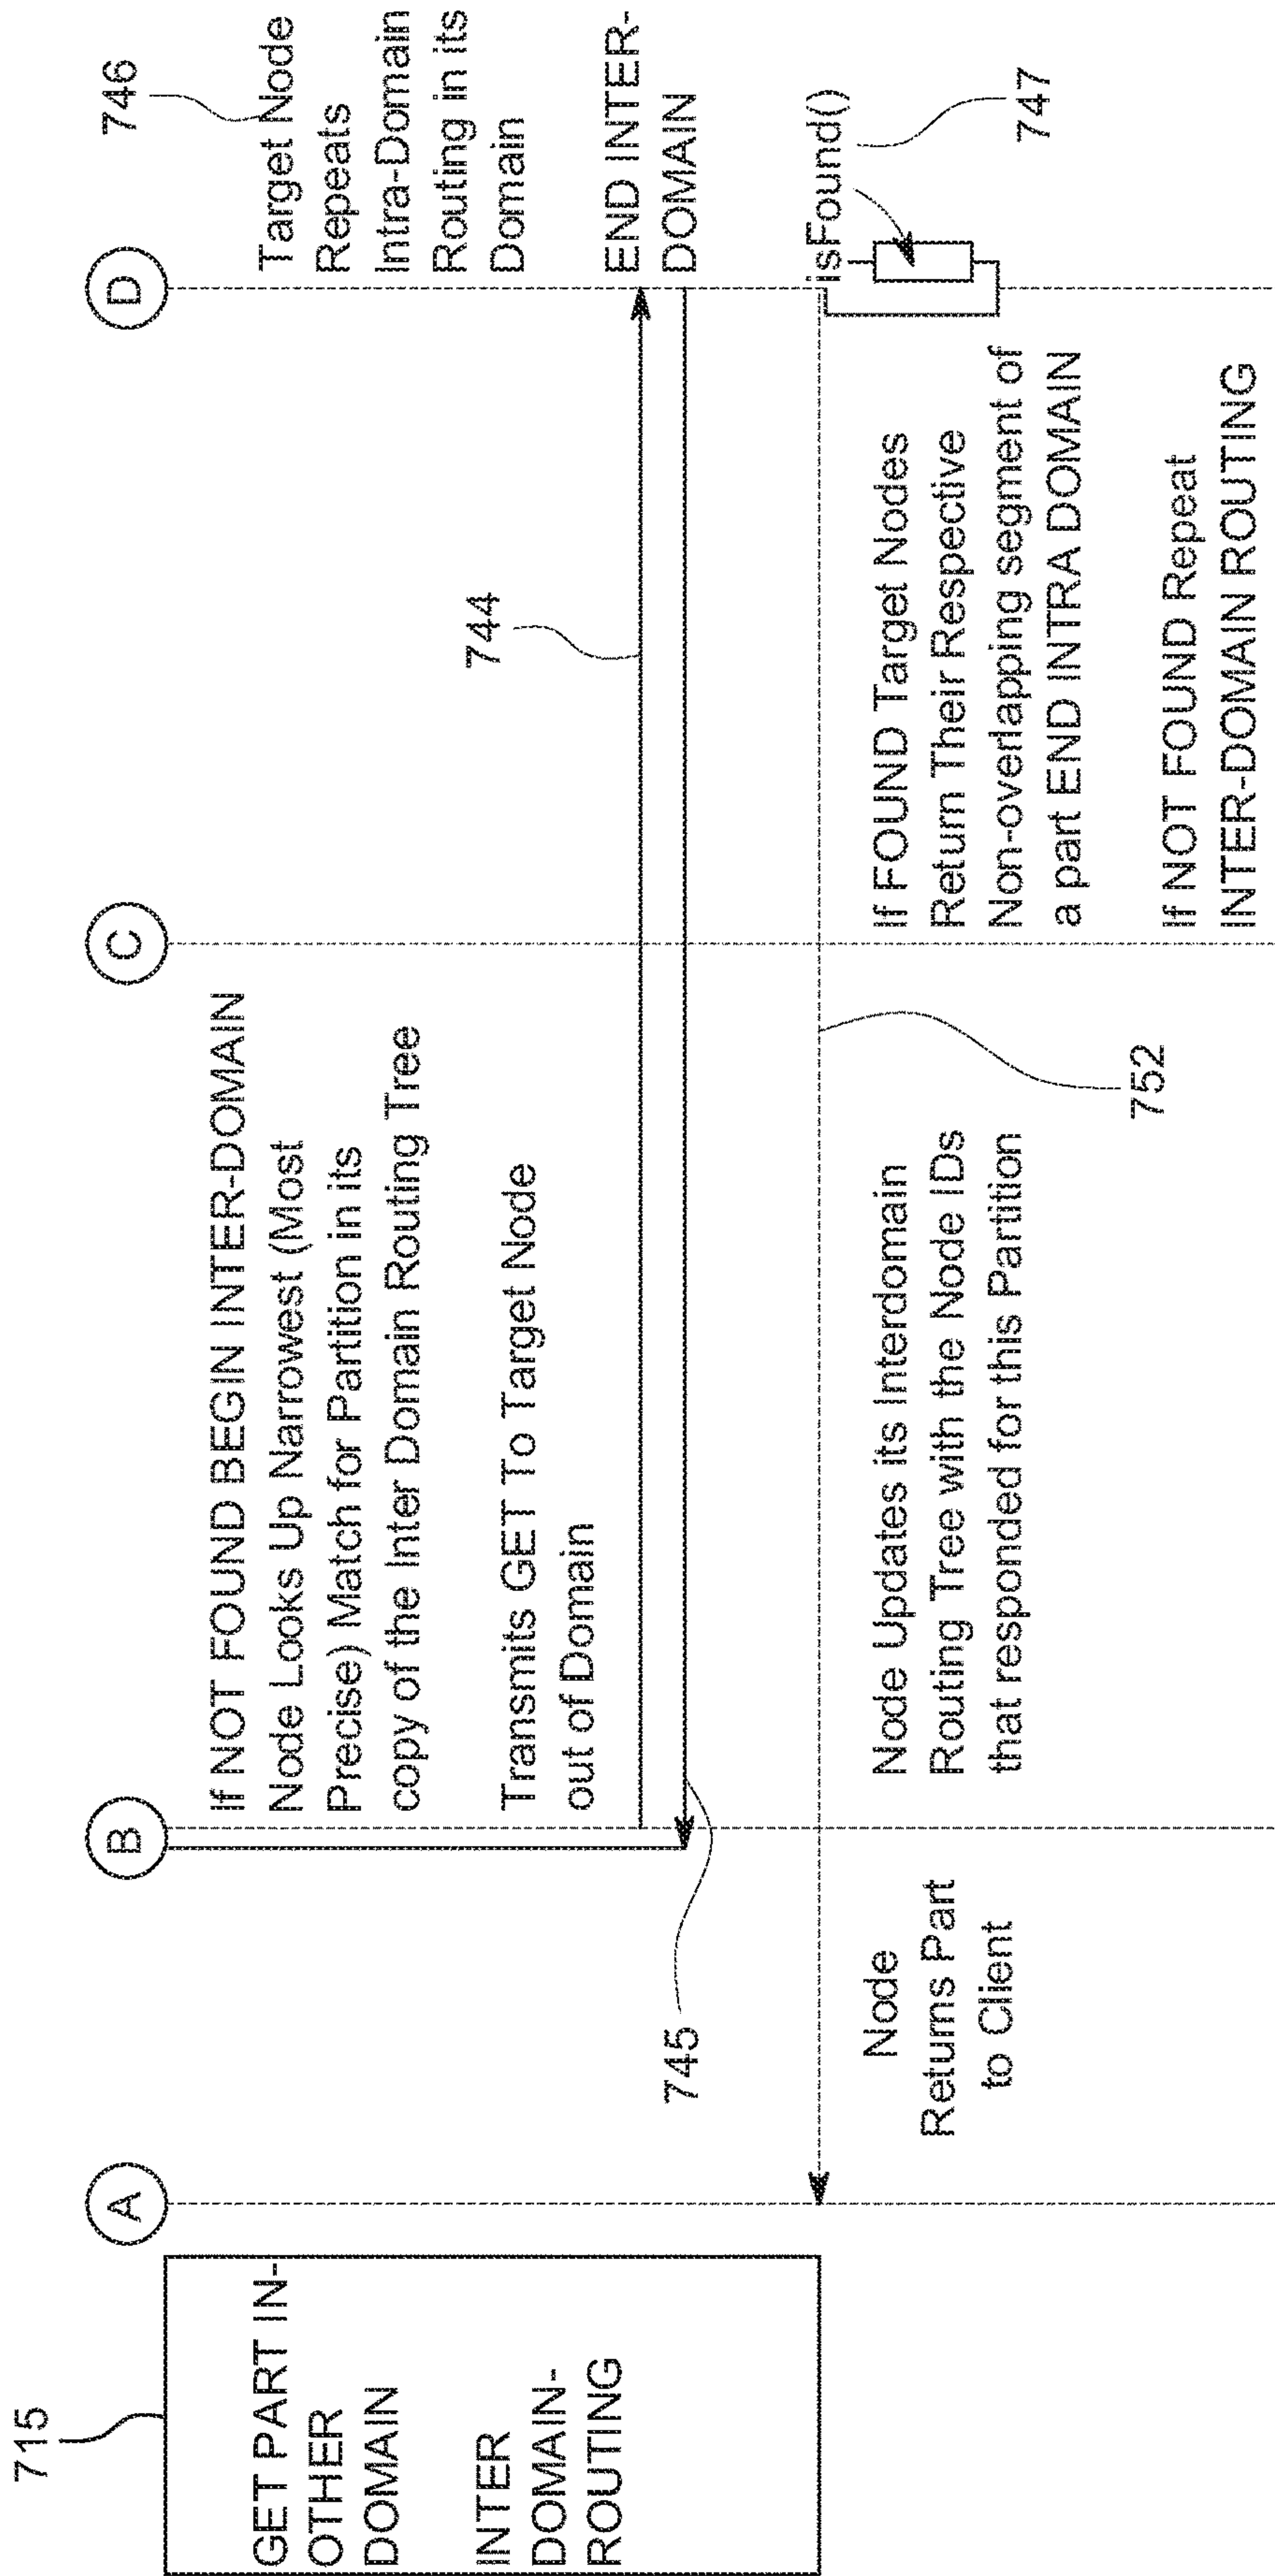 715
GET PART IN-
OTHER
DOMAIN
INTER
DOMAIN-
ROUTING
A
B
C
D
If NOT FOUND BEGIN INTER-DOMAIN
Node Looks Up Narrowest (Most
Precise) Match for Partition in its
copy of the Inter Domain Routing Tree
Transmits GET To Target Node
out of Domain
746
Target Node
Repeats
Intra-Domain
Routing in its
Domain
END INTER-
DOMAIN
744
745
isFound()
747
752
Node
Returns Part
to Client
Node Updates its Interdomain
Routing Tree with the Node IDs
that responded for this Partition
If FOUND Target Nodes
Return Their Respective
Non-overlapping segment of
a part END INTRA DOMAIN
If NOT FOUND Repeat
INTER-DOMAIN ROUTING